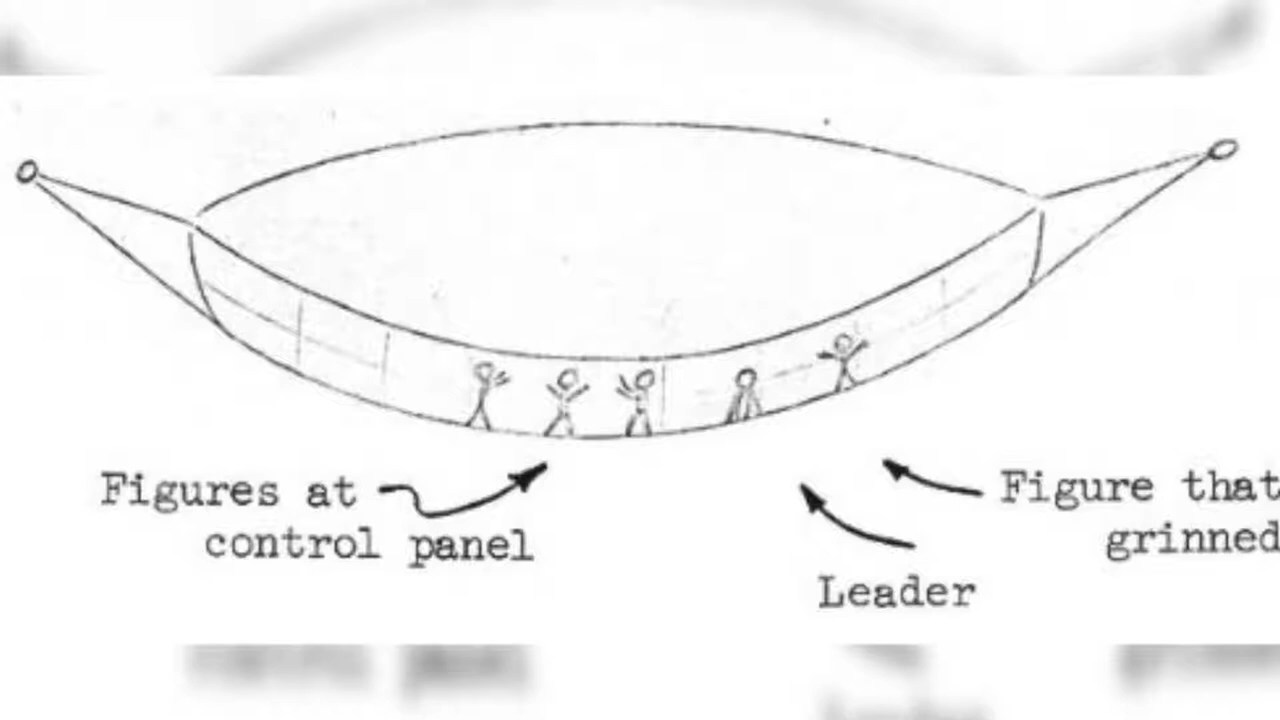 Figures at
control panel
Leader
Figure that
grinned